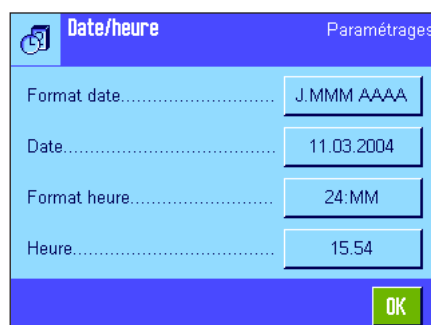 Date/heure Paramétrages
Format date............................ J.MMM AAAA
Date...................................... 11.03.2004
Format heure.......................... 24:MM
Heure.................................... 15.54
OK